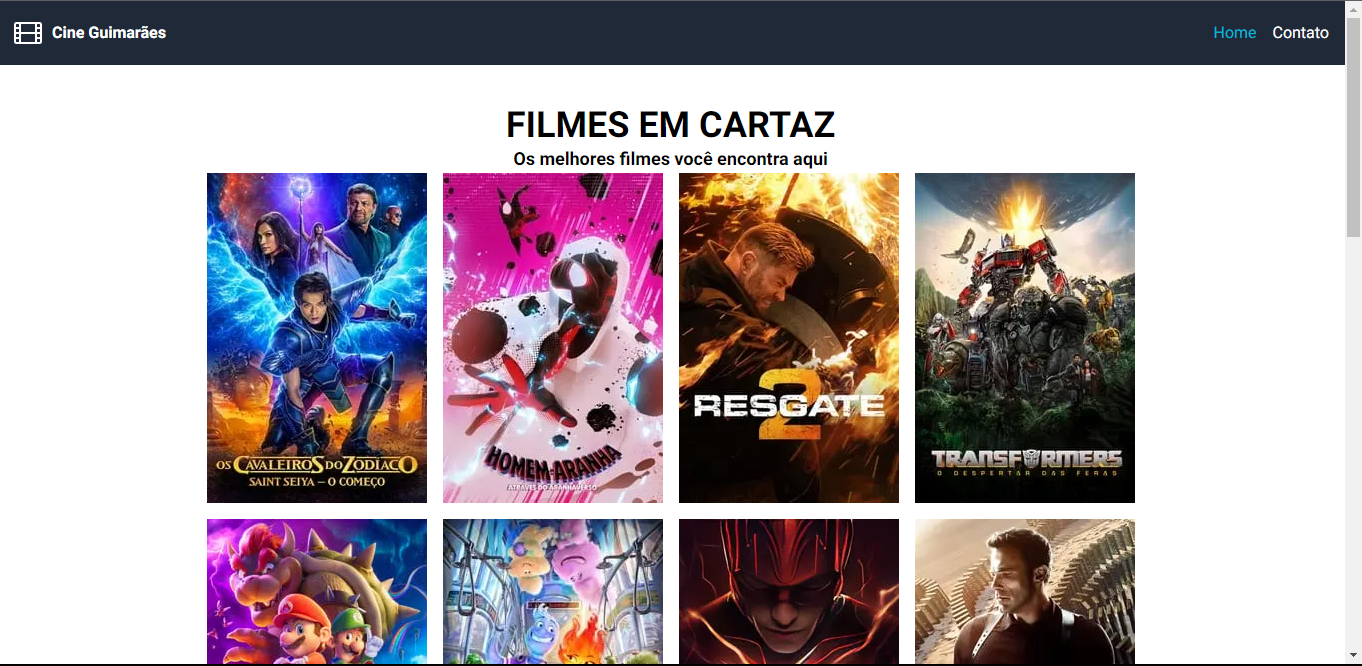 Cine Guimarães
Home
Contato
FILMES EM CARTAZ
Os melhores filmes você encontra aqui
OS CAVALEIROS DO ZODÍACO
SAINT SEIYA – O COMEÇO
HOMEM-ARANHA
ATRAVÉS DO ARANHAVERSO
2
RESGATE
TRANSFORMERS
O DESPERTAR DAS FERAS